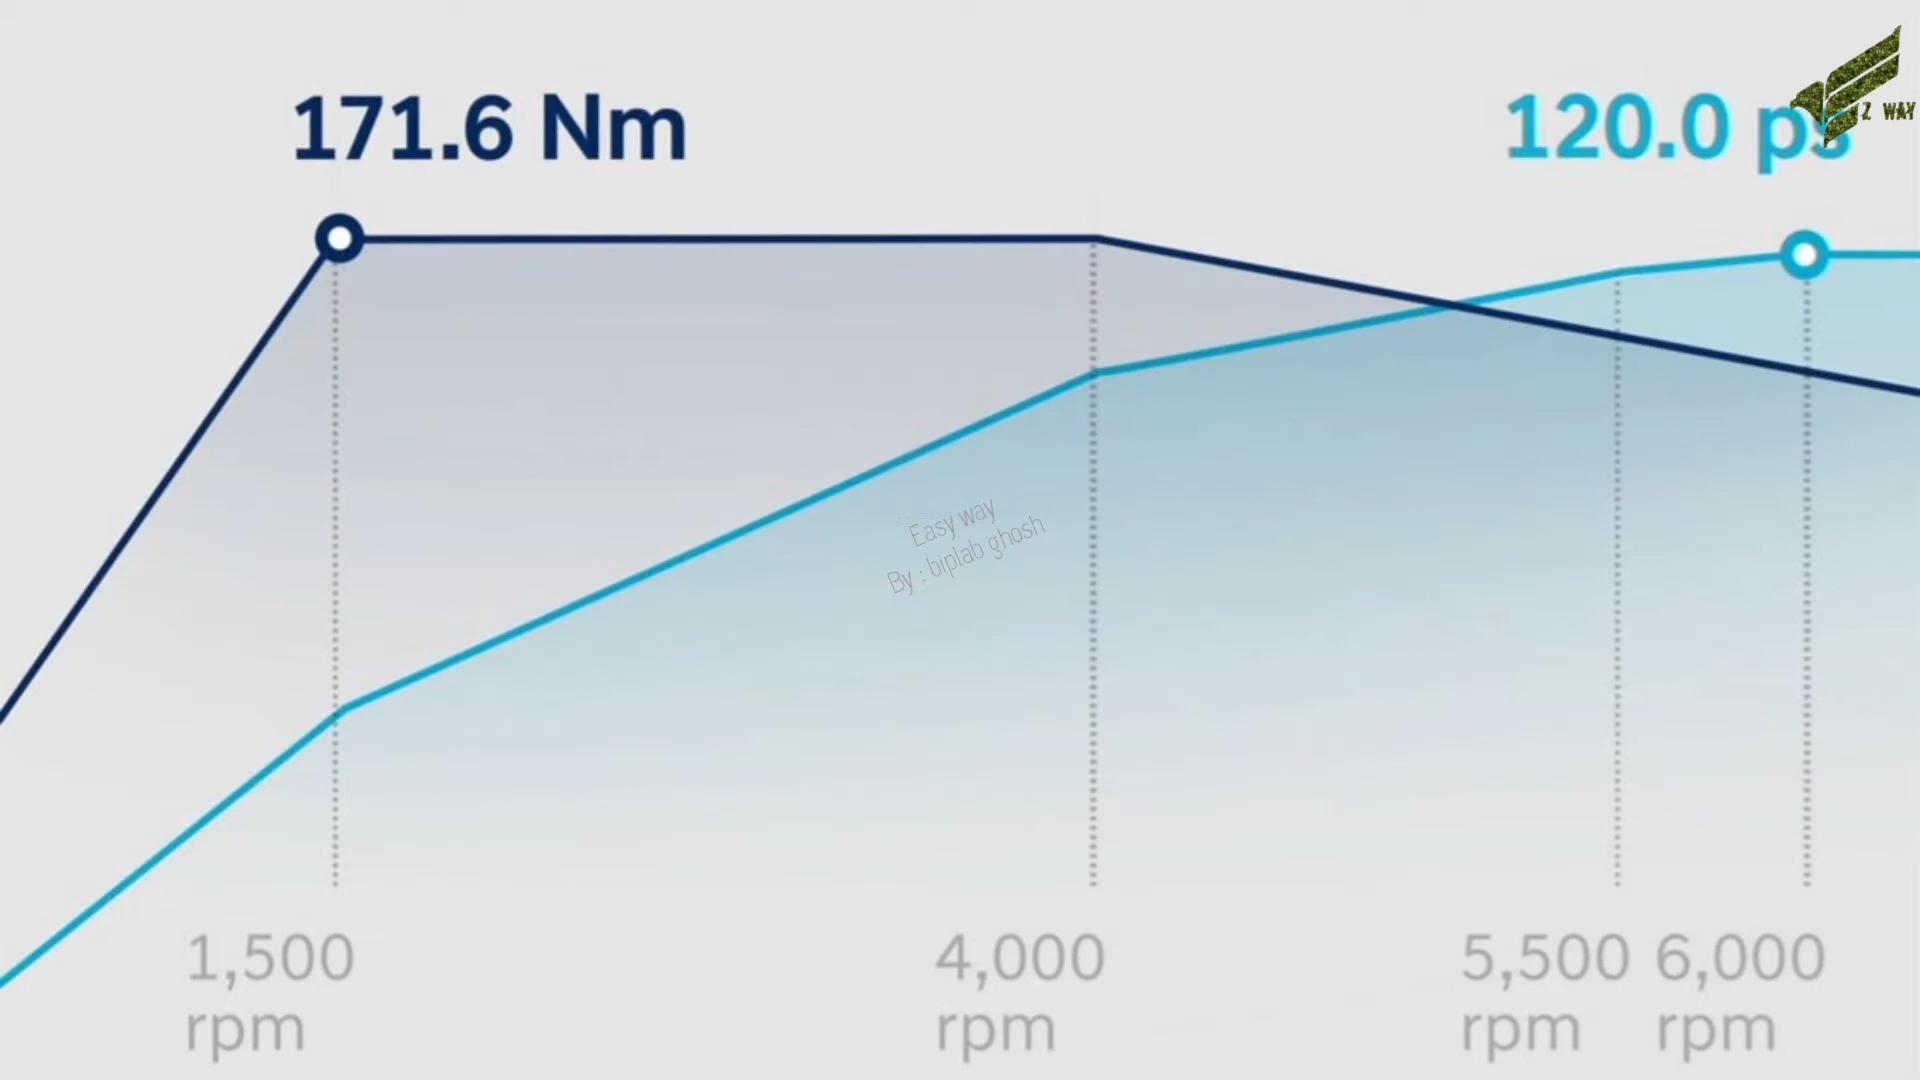 171.6 Nm
120.0 ps
Z WAY
Easy way
By : biplab ghosh
1,500 rpm
4,000 rpm
5,500 rpm
6,000 rpm